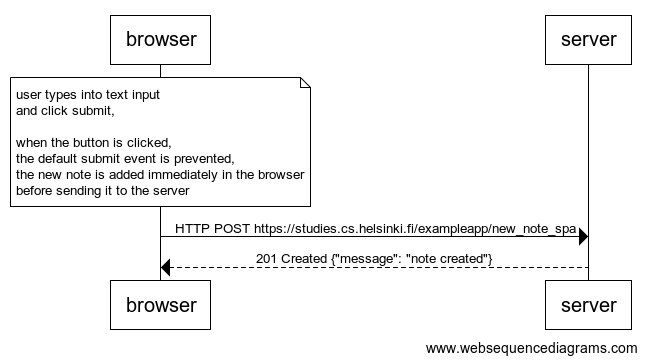 browser
server
user types into text input
and click submit,
when the button is clicked,
the default submit event is prevented,
the new note is added immediately in the browser
before sending it to the server
HTTP POST https://studies.cs.helsinki.fi/exampleapp/new_note_spa
201 Created {"message": "note created"}
browser
server
www.websequencediagrams.com